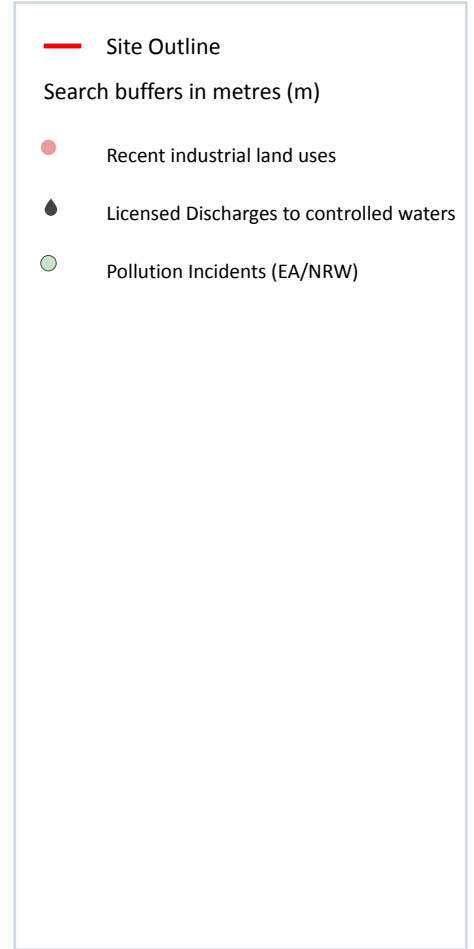 Site Outline
Search buffers in metres (m)
Recent industrial land uses
Licensed Discharges to controlled waters
Pollution Incidents (EA/NRW)